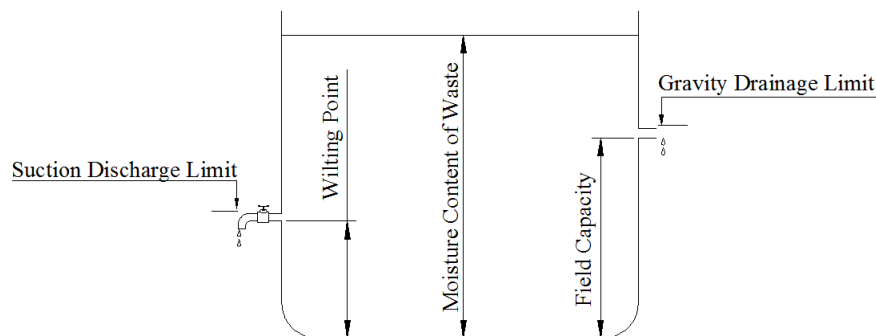 Suction Discharge Limit
Wilting Point
Moisture Content of Waste
Field Capacity
Gravity Drainage Limit